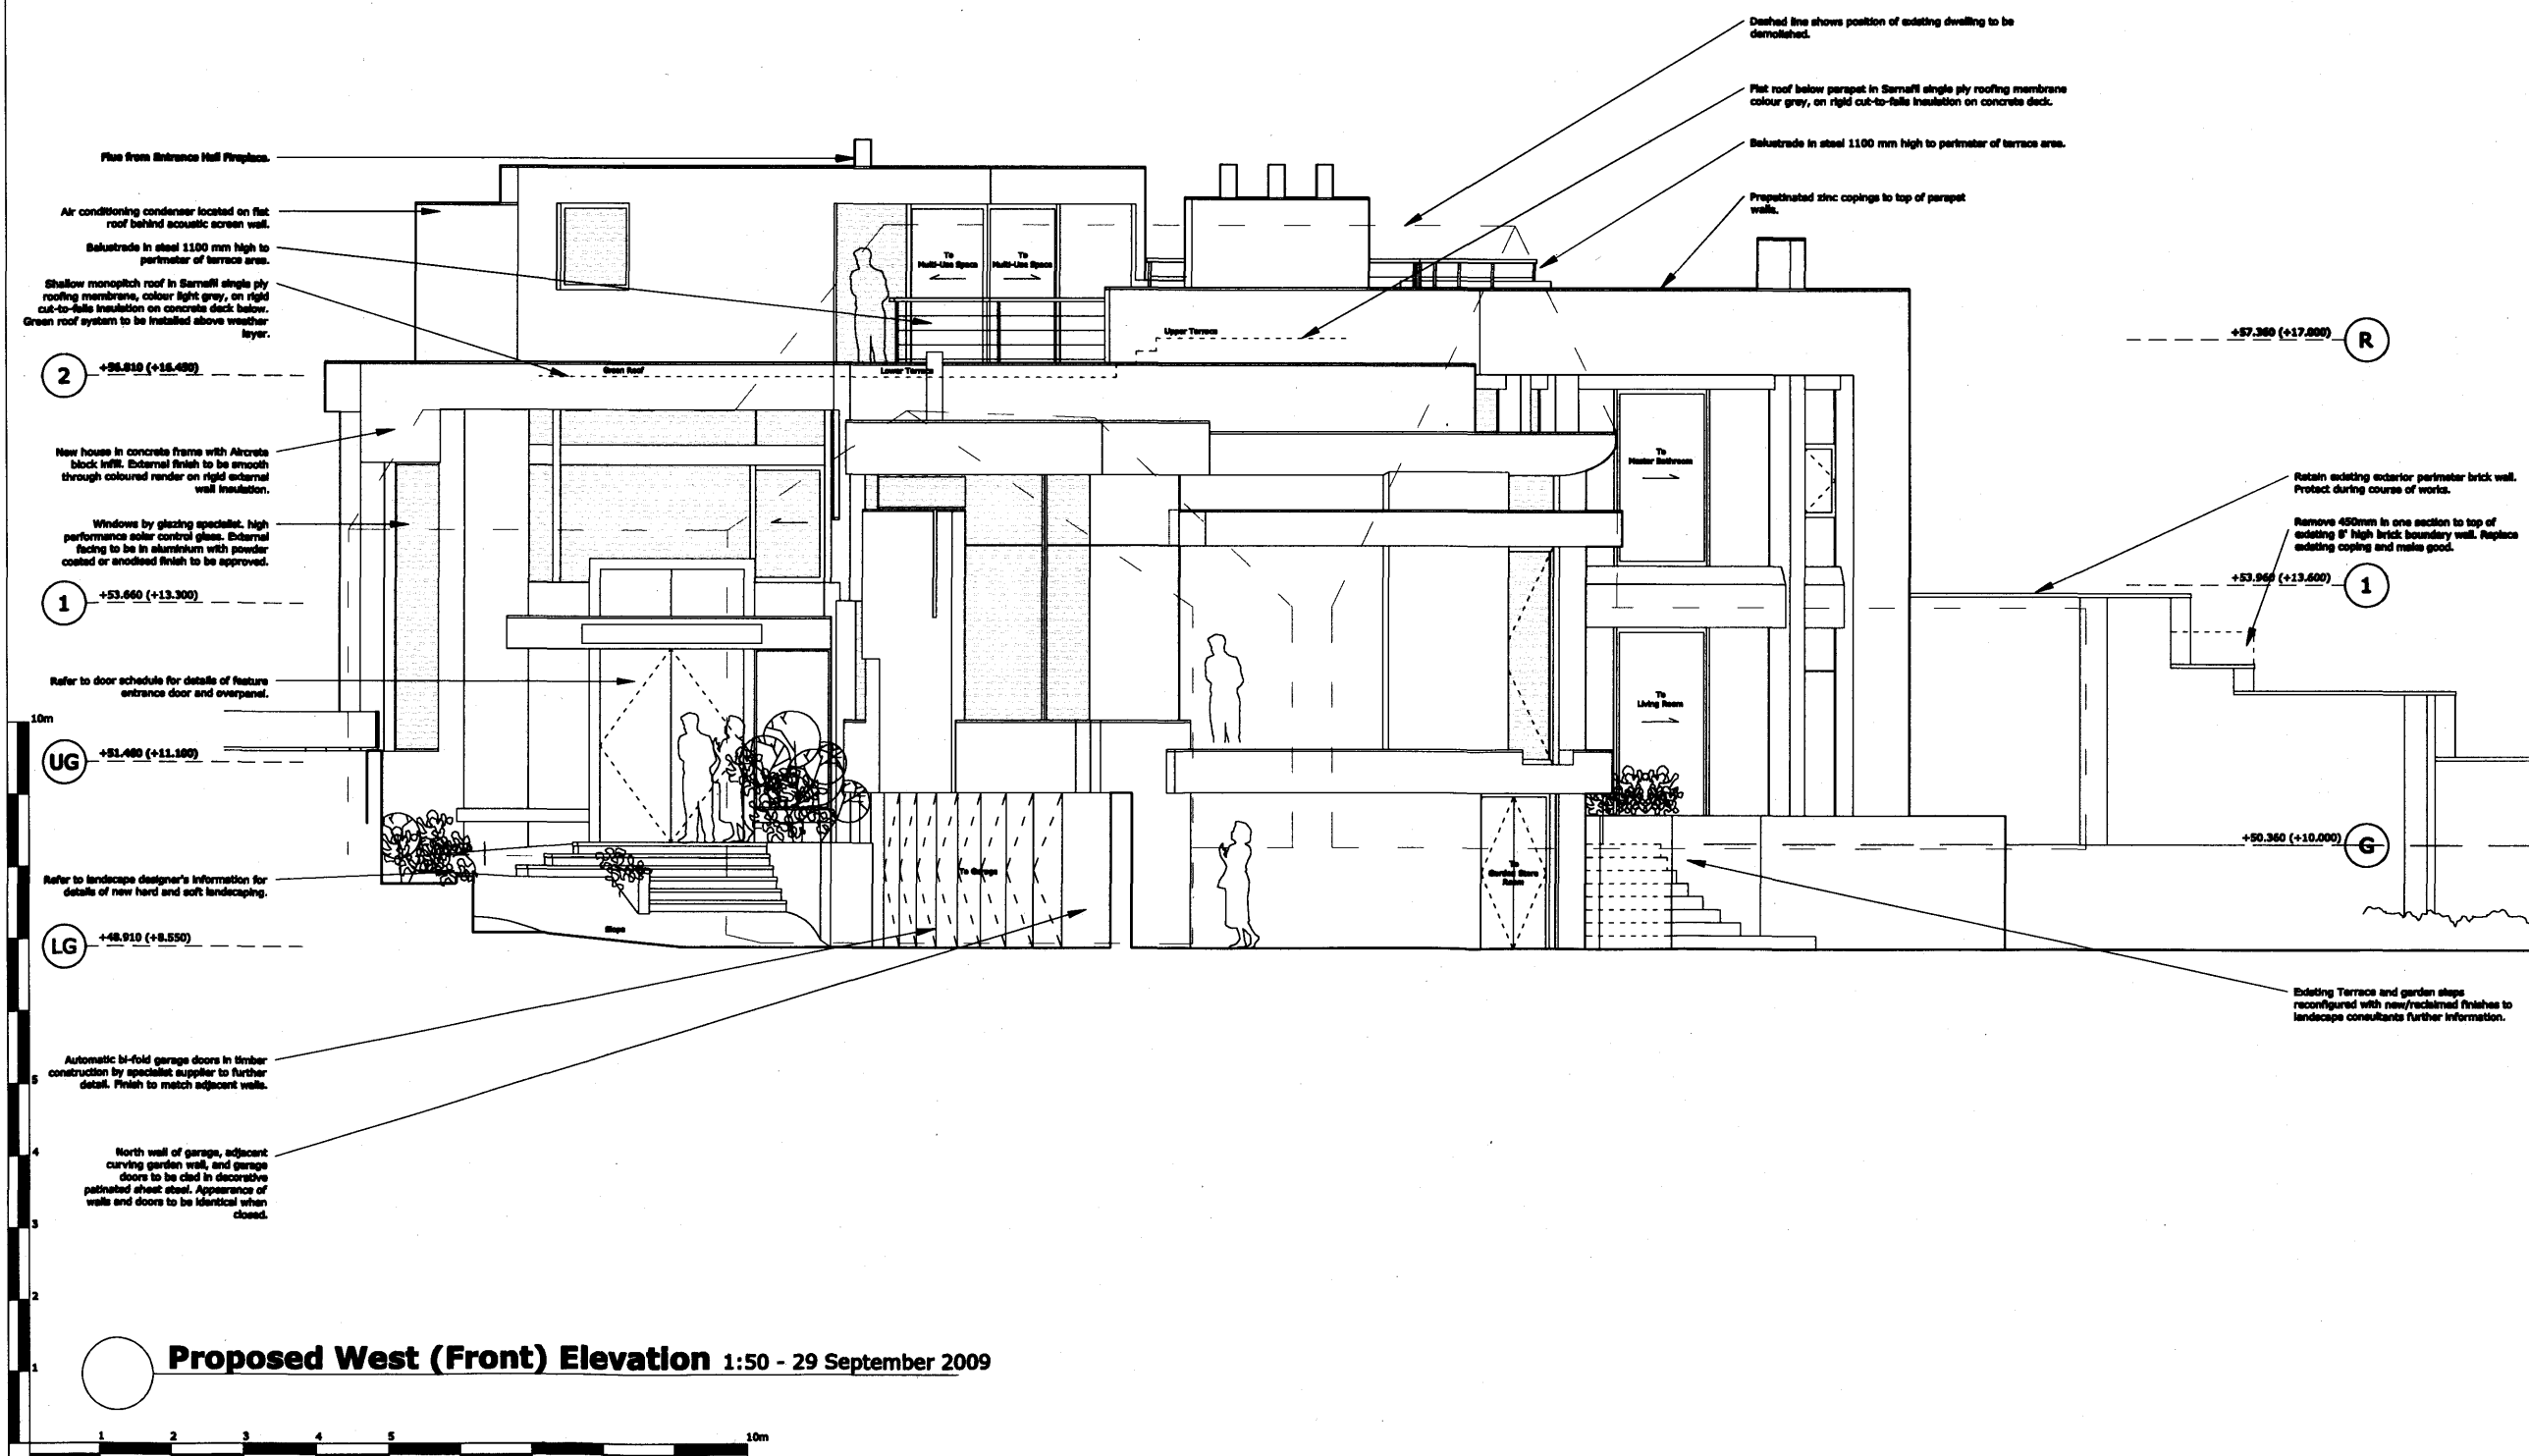 Dashed line shows position of existing dwelling to be
demolished.
Flat roof below parapet in Sarnafil single ply roofing membrane
colour grey, on rigid cut-to-falls insulation on concrete deck.
Balustrade in steel 1100 mm high to perimeter of terrace area.
Prepatinated zinc copings to top of parapet
walls.
Flue from Entrance Hall Fireplace.
Air conditioning condenser located on flat
roof behind acoustic screen wall.
Balustrade in steel 1100 mm high to
perimeter of terrace area.
Shallow monopitch roof in Sarnafil single ply
roofing membrane, colour light grey, on rigid
cut-to-falls insulation on concrete deck below.
Green roof system to be installed above weather
layer.
To
Multi-Use Space
To
Multi-Use Space
Upper Terrace
+57.360 (+17.000)
R
2
+56.810 (+16.450)
Green Roof
Lower Terrace
New house in concrete frame with Aircrete
block infill. External finish to be smooth
through coloured render on rigid external
wall insulation.
To
Master Bathroom
Windows by glazing specialist. high
performance solar control glass. External
facing to be in aluminium with powder
coated or anodised finish to be approved.
Retain existing exterior perimeter brick wall.
Protect during course of works.
Remove 450mm in one section to top of
existing 8' high brick boundary wall. Replace
existing coping and make good.
+53.960 (+13.600)
1
1
+53.660 (+13.300)
Refer to door schedule for details of feature
entrance door and overpanel.
To
Living Room
10m
UG
+51.460 (+11.100)
+50.360 (+10.000)
G
To Garage
To
Garden Store
Room
Refer to landscape designer's information for
details of new hard and soft landscaping.
Slope
LG
+48.910 (+8.550)
Existing Terrace and garden steps
reconfigured with new/reclaimed finishes to
landscape consultants further information.
Automatic bi-fold garage doors in timber
construction by specialist supplier to further
detail. Finish to match adjacent walls.
5
North wall of garage, adjacent
curving garden wall, and garage
doors to be clad in decorative
patinated sheet steel. Appearance of
walls and doors to be identical when
closed.
4
3
2
1
Proposed West (Front) Elevation 1:50 - 29 September 2009
1 2 3 4 5 10m